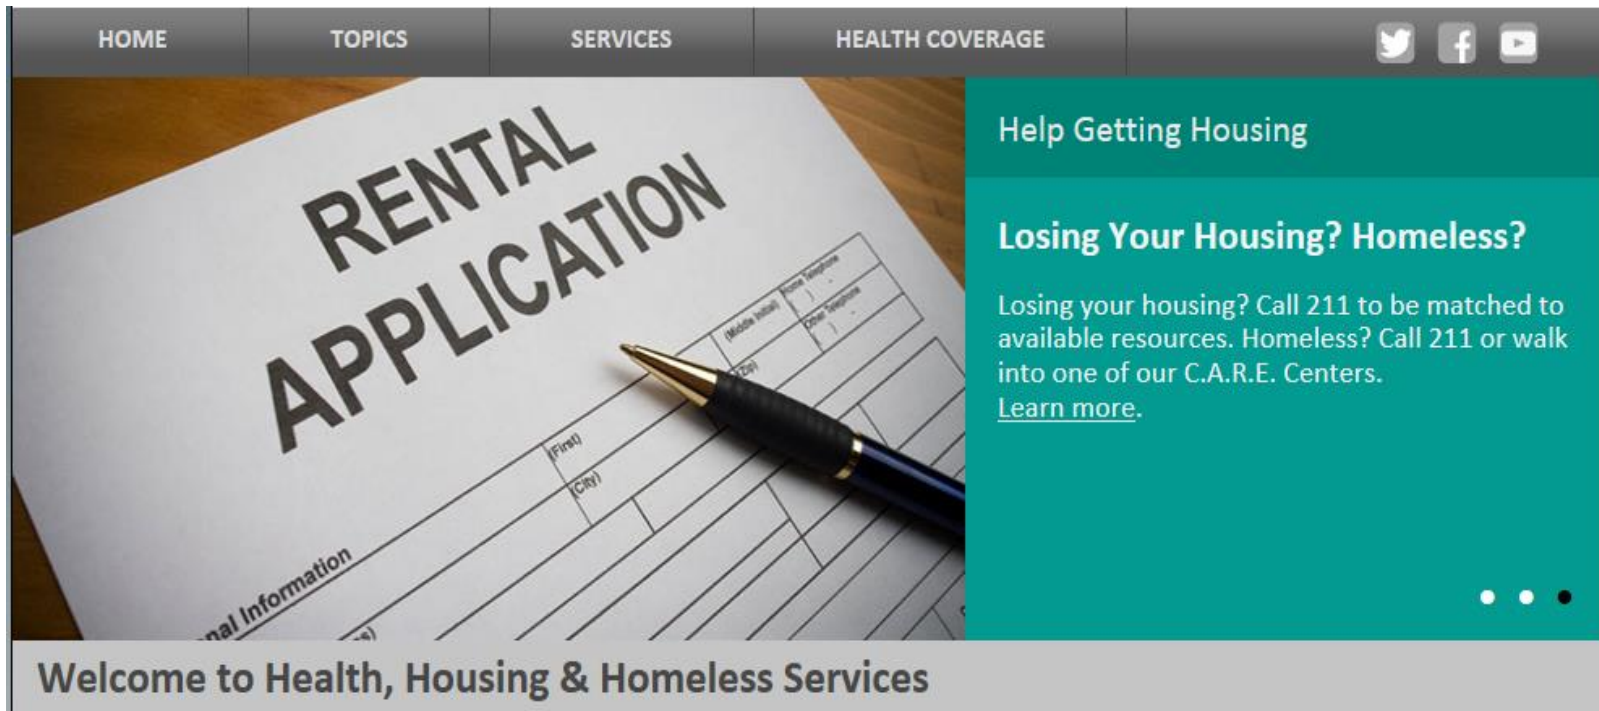 HOME
TOPICS
SERVICES
HEALTH COVERAGE
RENTAL
APPLICATION
(Middle Initial)
Home Telephone
Other Telephone
(Zip)
(First)
(City)
nal Information
Help Getting Housing
Losing Your Housing? Homeless?
Losing your housing? Call 211 to be matched to
available resources. Homeless? Call 211 or walk
into one of our C.A.R.E. Centers.
Learn more.
Welcome to Health, Housing & Homeless Services